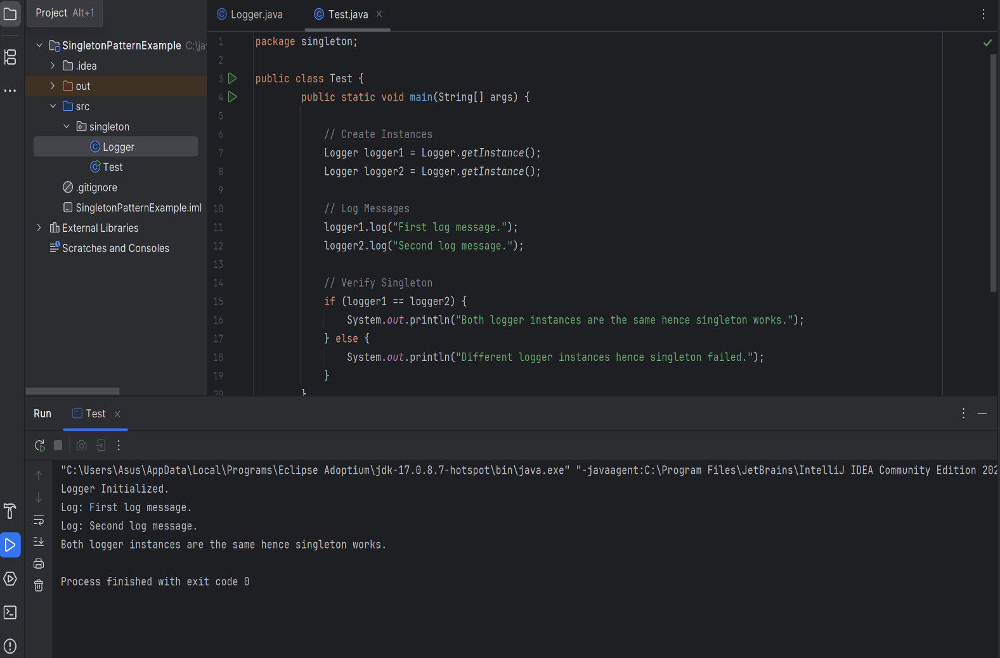 Project Alt+1
SingletonPatternExample C:\ja
.idea
out
src
singleton
Logger
Test
.gitignore
SingletonPatternExample.iml
External Libraries
Scratches and Consoles
Logger.java
Test.java
1 package singleton;
2
3 public class Test {
4 public static void main(String[] args) {
5
6 // Create Instances
7 Logger logger1 = Logger.getInstance();
8 Logger logger2 = Logger.getInstance();
9
10 // Log Messages
11 logger1.log("First log message.");
12 logger2.log("Second log message.");
13
14 // Verify Singleton
15 if (logger1 == logger2) {
16 System.out.println("Both logger instances are the same hence singleton works.");
17 } else {
18 System.out.println("Different logger instances hence singleton failed.");
19 }
20 }
Run Test
"C:\Users\Asus\AppData\Local\Programs\Eclipse Adoptium\jdk-17.0.8.7-hotspot\bin\java.exe" "-javaagent:C:\Program Files\JetBrains\IntelliJ IDEA Community Edition 202
Logger Initialized.
Log: First log message.
Log: Second log message.
Both logger instances are the same hence singleton works.
Process finished with exit code 0